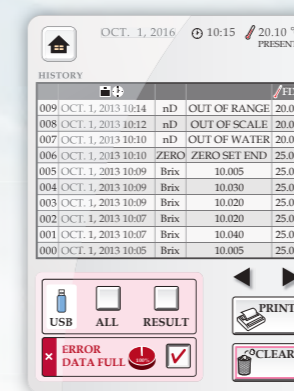 OCT. 1, 2016 10:15 20.10 °
PRESENT
HISTORY
FIX
009 OCT. 1, 2013 10:14 nD OUT OF RANGE 20.0
008 OCT. 1, 2013 10:12 nD OUT OF SCALE 20.0
007 OCT. 1, 2013 10:10 nD OUT OF WATER 20.0
006 OCT. 1, 2013 10:10 ZERO ZERO SET END 25.0
005 OCT. 1, 2013 10:09 Brix 10.005 25.0
004 OCT. 1, 2013 10:09 Brix 10.030 25.0
003 OCT. 1, 2013 10:09 Brix 10.020 25.0
002 OCT. 1, 2013 10:07 Brix 10.020 25.0
001 OCT. 1, 2013 10:07 Brix 10.040 25.0
000 OCT. 1, 2013 10:05 Brix 10.005 25.0
USB ALL RESULT
PRINT
ERROR
DATA FULL 100%
CLEAR